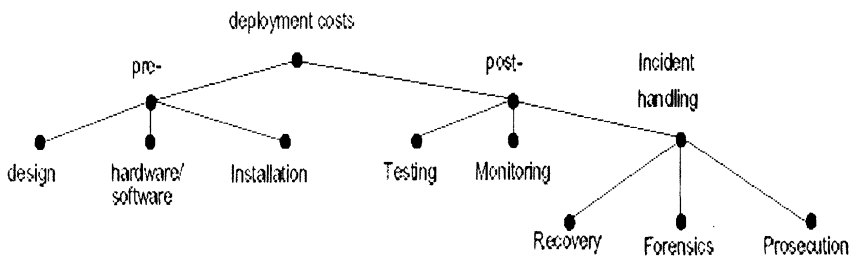 deployment costs
pre-
post-
Incident
handling
design
hardware/
software
Installation
Testing
Monitoring
Recovery
Forensics
Prosecution